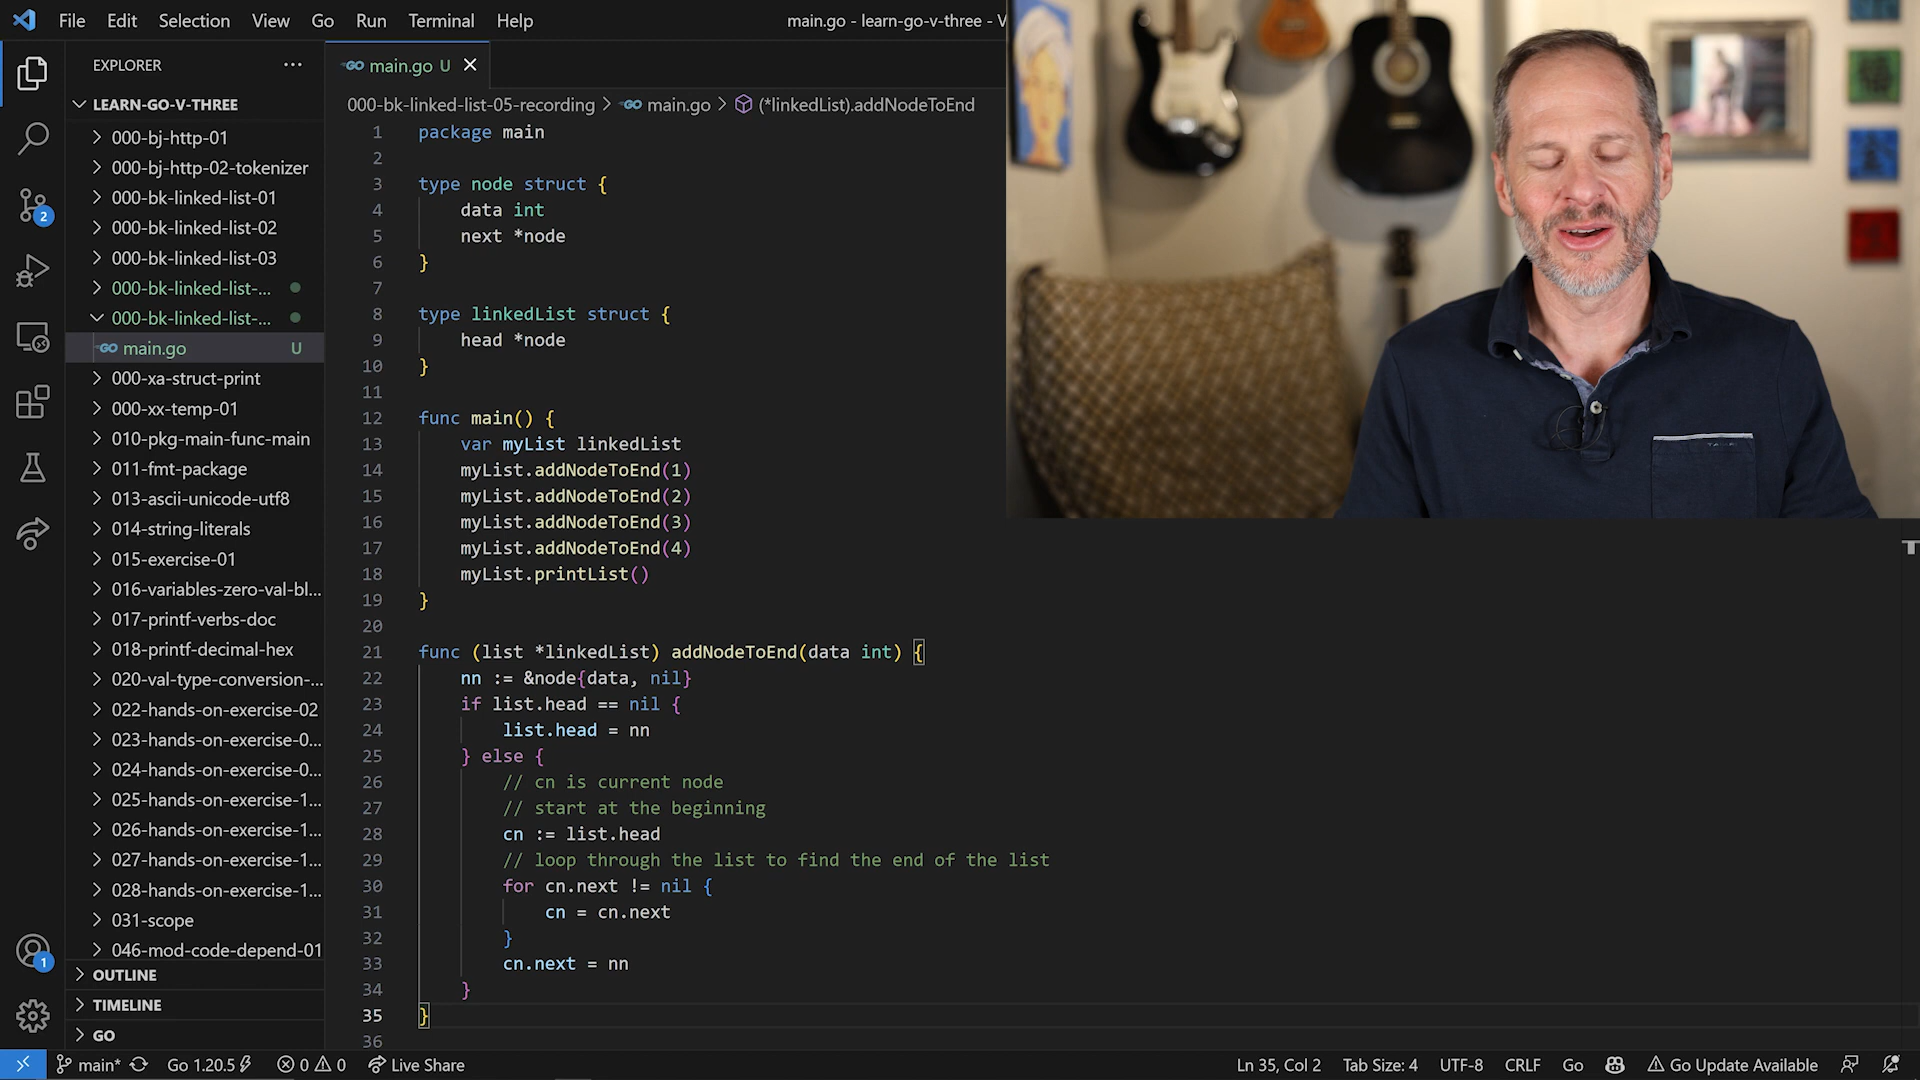 File Edit Selection View Go Run Terminal Help
main.go - learn-go-v-three - V
EXPLORER
LEARN-GO-V-THREE
000-bj-http-01
000-bj-http-02-tokenizer
000-bk-linked-list-01
000-bk-linked-list-02
000-bk-linked-list-03
000-bk-linked-list-...
000-bk-linked-list-...
main.go U
000-xa-struct-print
000-xx-temp-01
010-pkg-main-func-main
011-fmt-package
013-ascii-unicode-utf8
014-string-literals
015-exercise-01
016-variables-zero-val-bl...
017-printf-verbs-doc
018-printf-decimal-hex
020-val-type-conversion-...
022-hands-on-exercise-02
023-hands-on-exercise-0...
024-hands-on-exercise-0...
025-hands-on-exercise-1...
026-hands-on-exercise-1...
027-hands-on-exercise-1...
028-hands-on-exercise-1...
031-scope
046-mod-code-depend-01
OUTLINE
TIMELINE
GO
2
1
main.go U
000-bk-linked-list-05-recording > main.go > (*linkedList).addNodeToEnd
1 package main
2
3 type node struct {
4 data int
5 next *node
6 }
7
8 type linkedList struct {
9 head *node
10 }
11
12 func main() {
13 var myList linkedList
14 myList.addNodeToEnd(1)
15 myList.addNodeToEnd(2)
16 myList.addNodeToEnd(3)
17 myList.addNodeToEnd(4)
18 myList.printList()
19 }
20
21 func (list *linkedList) addNodeToEnd(data int) {
22 nn := &node{data, nil}
23 if list.head == nil {
24 list.head = nn
25 } else {
26 // cn is current node
27 // start at the beginning
28 cn := list.head
29 // loop through the list to find the end of the list
30 for cn.next != nil {
31 cn = cn.next
32 }
33 cn.next = nn
34 }
35 }
36
main* Go 1.20.5 0 0 Live Share Ln 35, Col 2 Tab Size: 4 UTF-8 CRLF Go Go Update Available